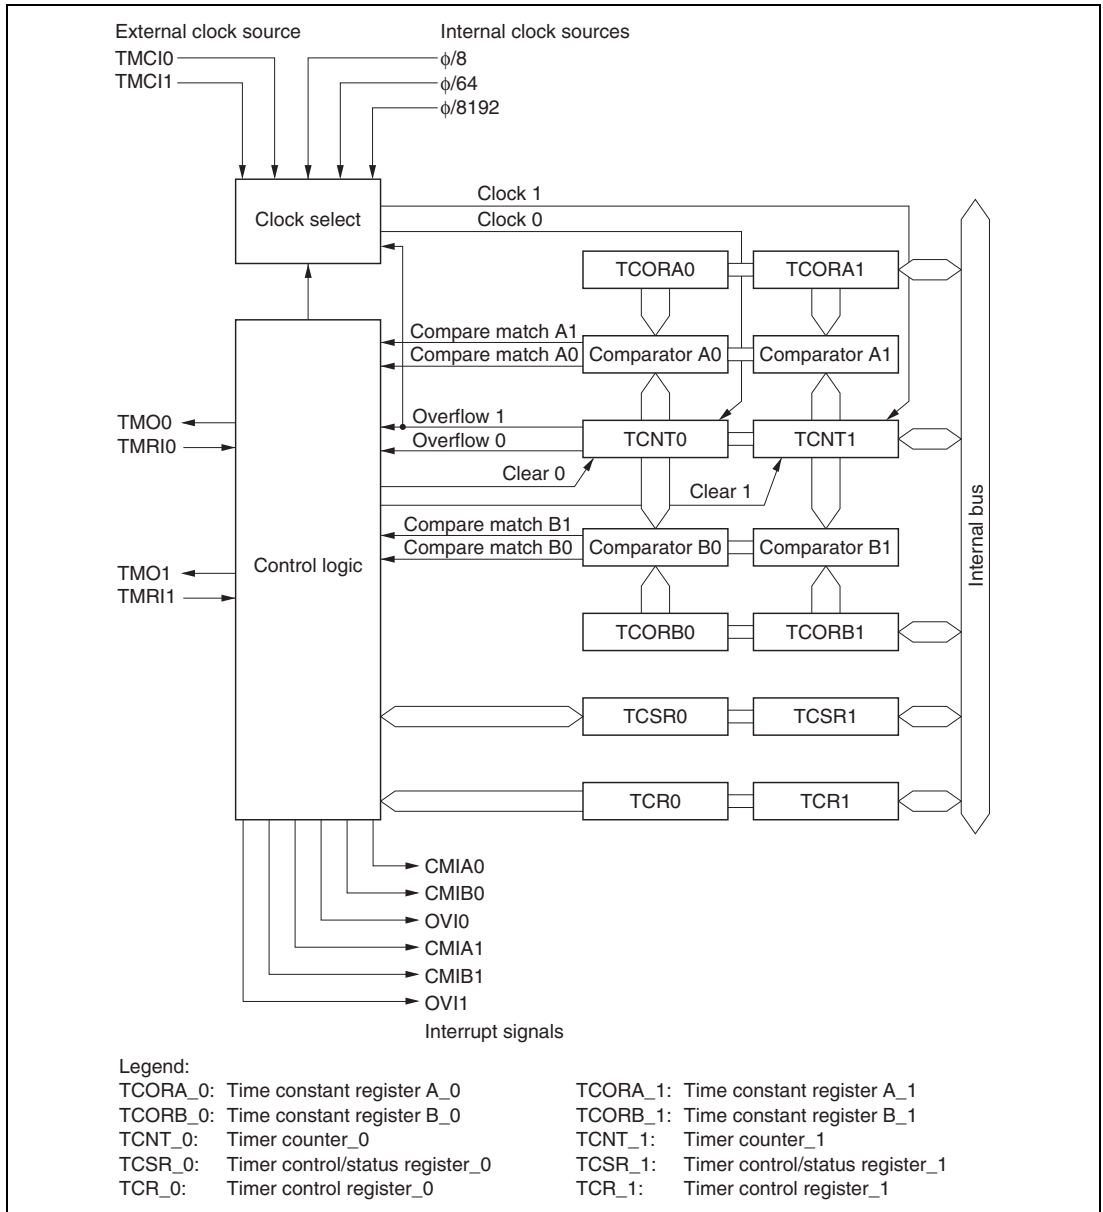 External clock source
Internal clock sources
TMCI0
TMCI1
ϕ/8
ϕ/64
ϕ/8192
Clock select
Clock 1
Clock 0
TCORA0
TCORA1
Compare match A1
Compare match A0
Comparator A0
Comparator A1
TMO0
TMRI0
Overflow 1
Overflow 0
TCNT0
TCNT1
Clear 0
Clear 1
Internal bus
Compare match B1
Compare match B0
Comparator B0
Comparator B1
Control logic
TMO1
TMRI1
TCORB0
TCORB1
TCSR0
TCSR1
TCR0
TCR1
CMIA0
CMIB0
OVI0
CMIA1
CMIB1
OVI1
Interrupt signals
Legend:
TCORA_0: Time constant register A_0
TCORB_0: Time constant register B_0
TCNT_0: Timer counter_0
TCSR_0: Timer control/status register_0
TCR_0: Timer control register_0
TCORA_1: Time constant register A_1
TCORB_1: Time constant register B_1
TCNT_1: Timer counter_1
TCSR_1: Timer control/status register_1
TCR_1: Timer control register_1